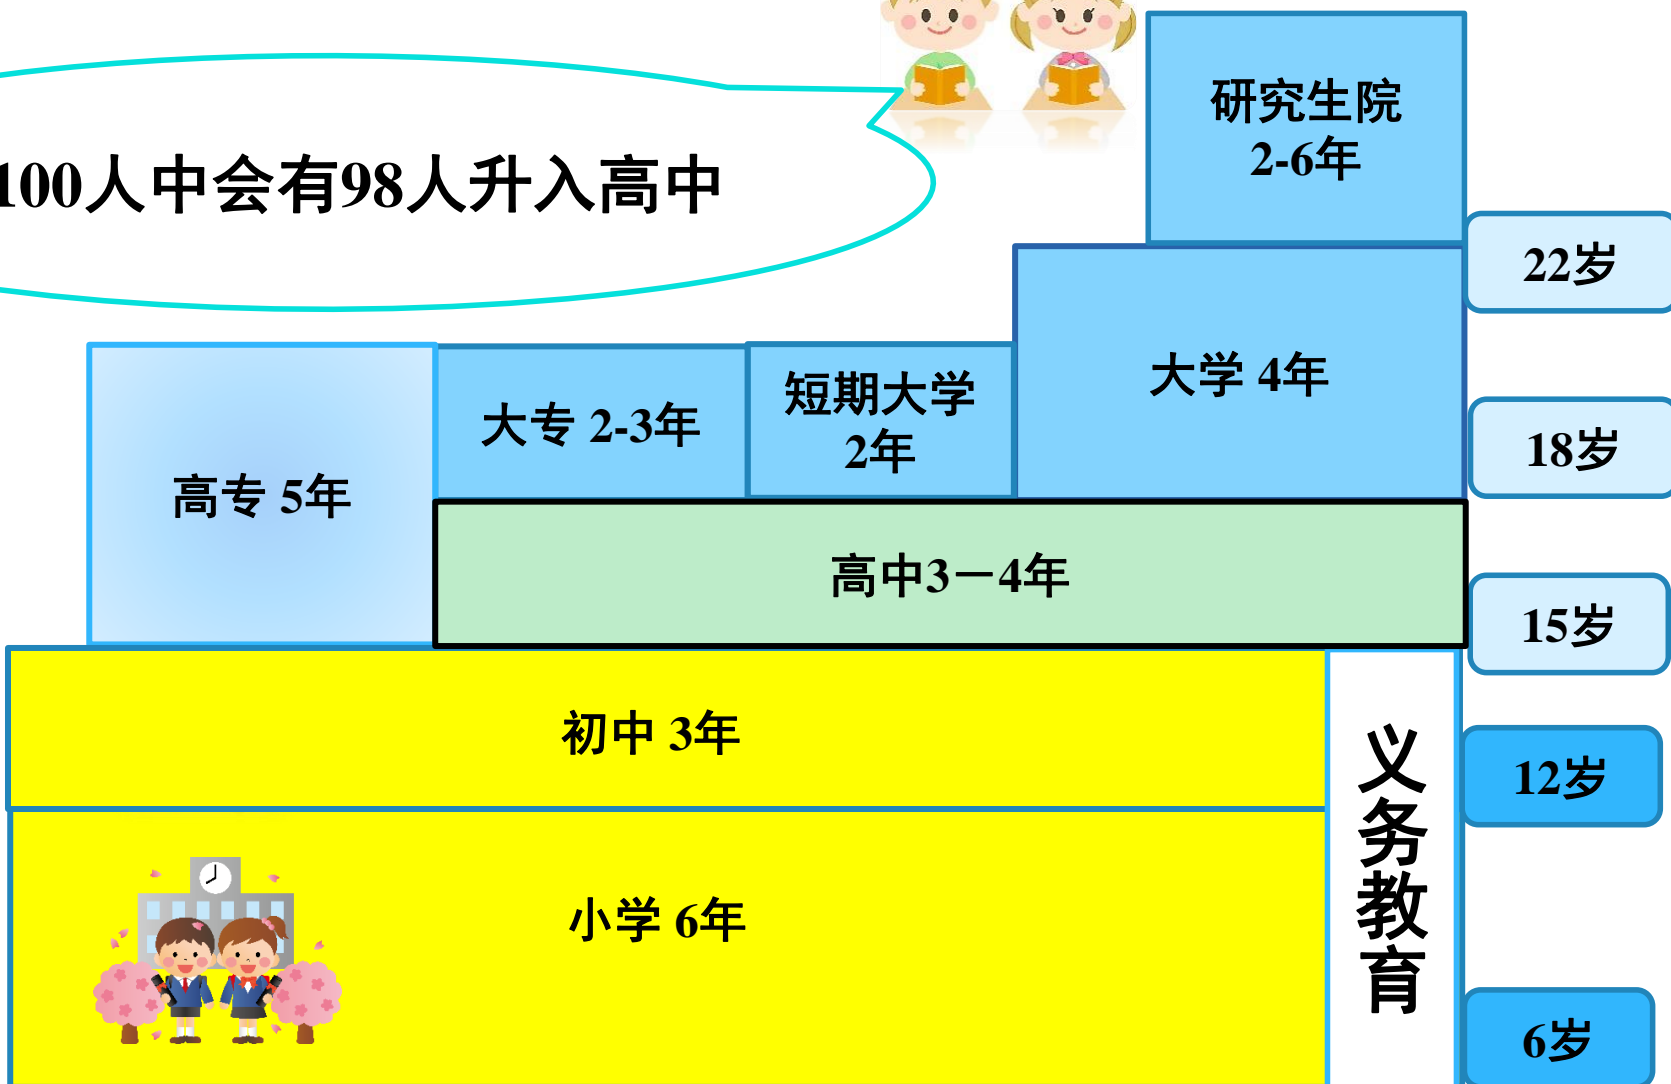 100人中会有98人升入高中
研究生院
2-6年
22岁
大学 4年
短期大学
2年
大专 2-3年
18岁
高专 5年
高中3－4年
15岁
初中 3年
义务教育
12岁
小学 6年
6岁